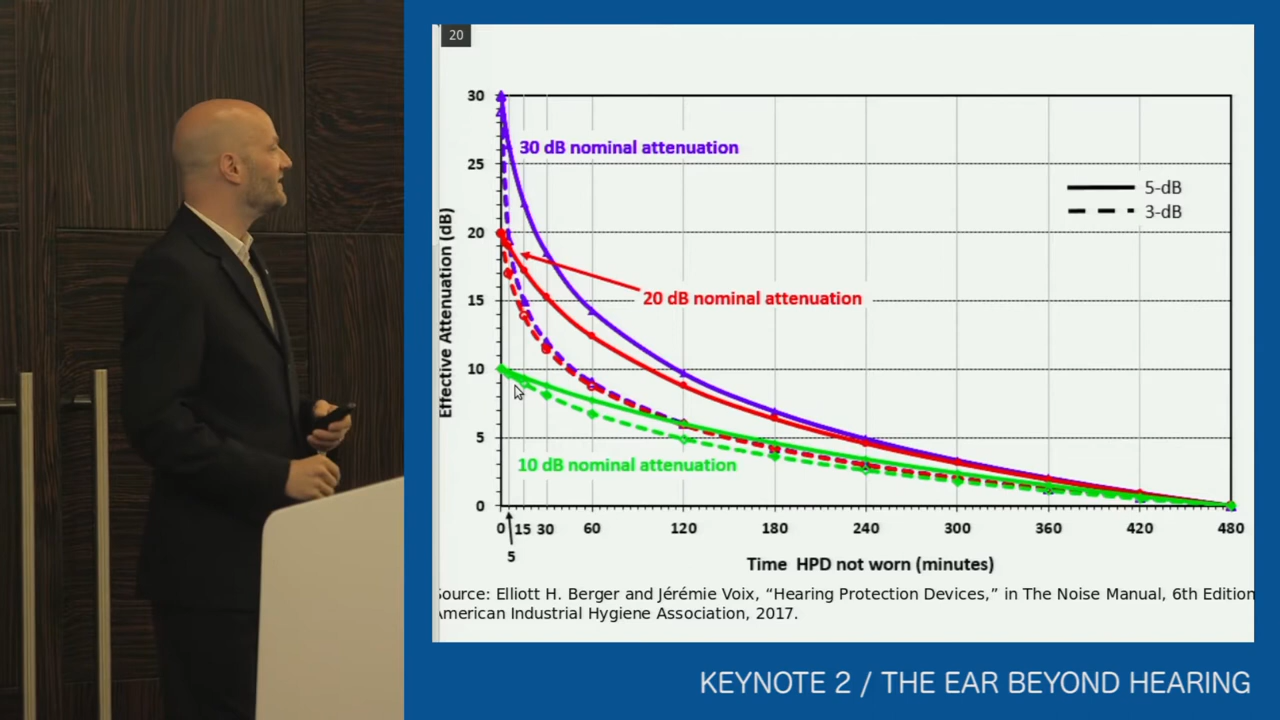 20
30
25
20
15
10
5
0
Effective Attenuation (dB)
30 dB nominal attenuation
5-dB
3-dB
20 dB nominal attenuation
10 dB nominal attenuation
0 15 30 60 120 180 240 300 360 420 480
5
Time HPD not worn (minutes)
Source: Elliott H. Berger and Jérémie Voix, “Hearing Protection Devices,” in The Noise Manual, 6th Edition
American Industrial Hygiene Association, 2017.
KEYNOTE 2 / THE EAR BEYOND HEARING